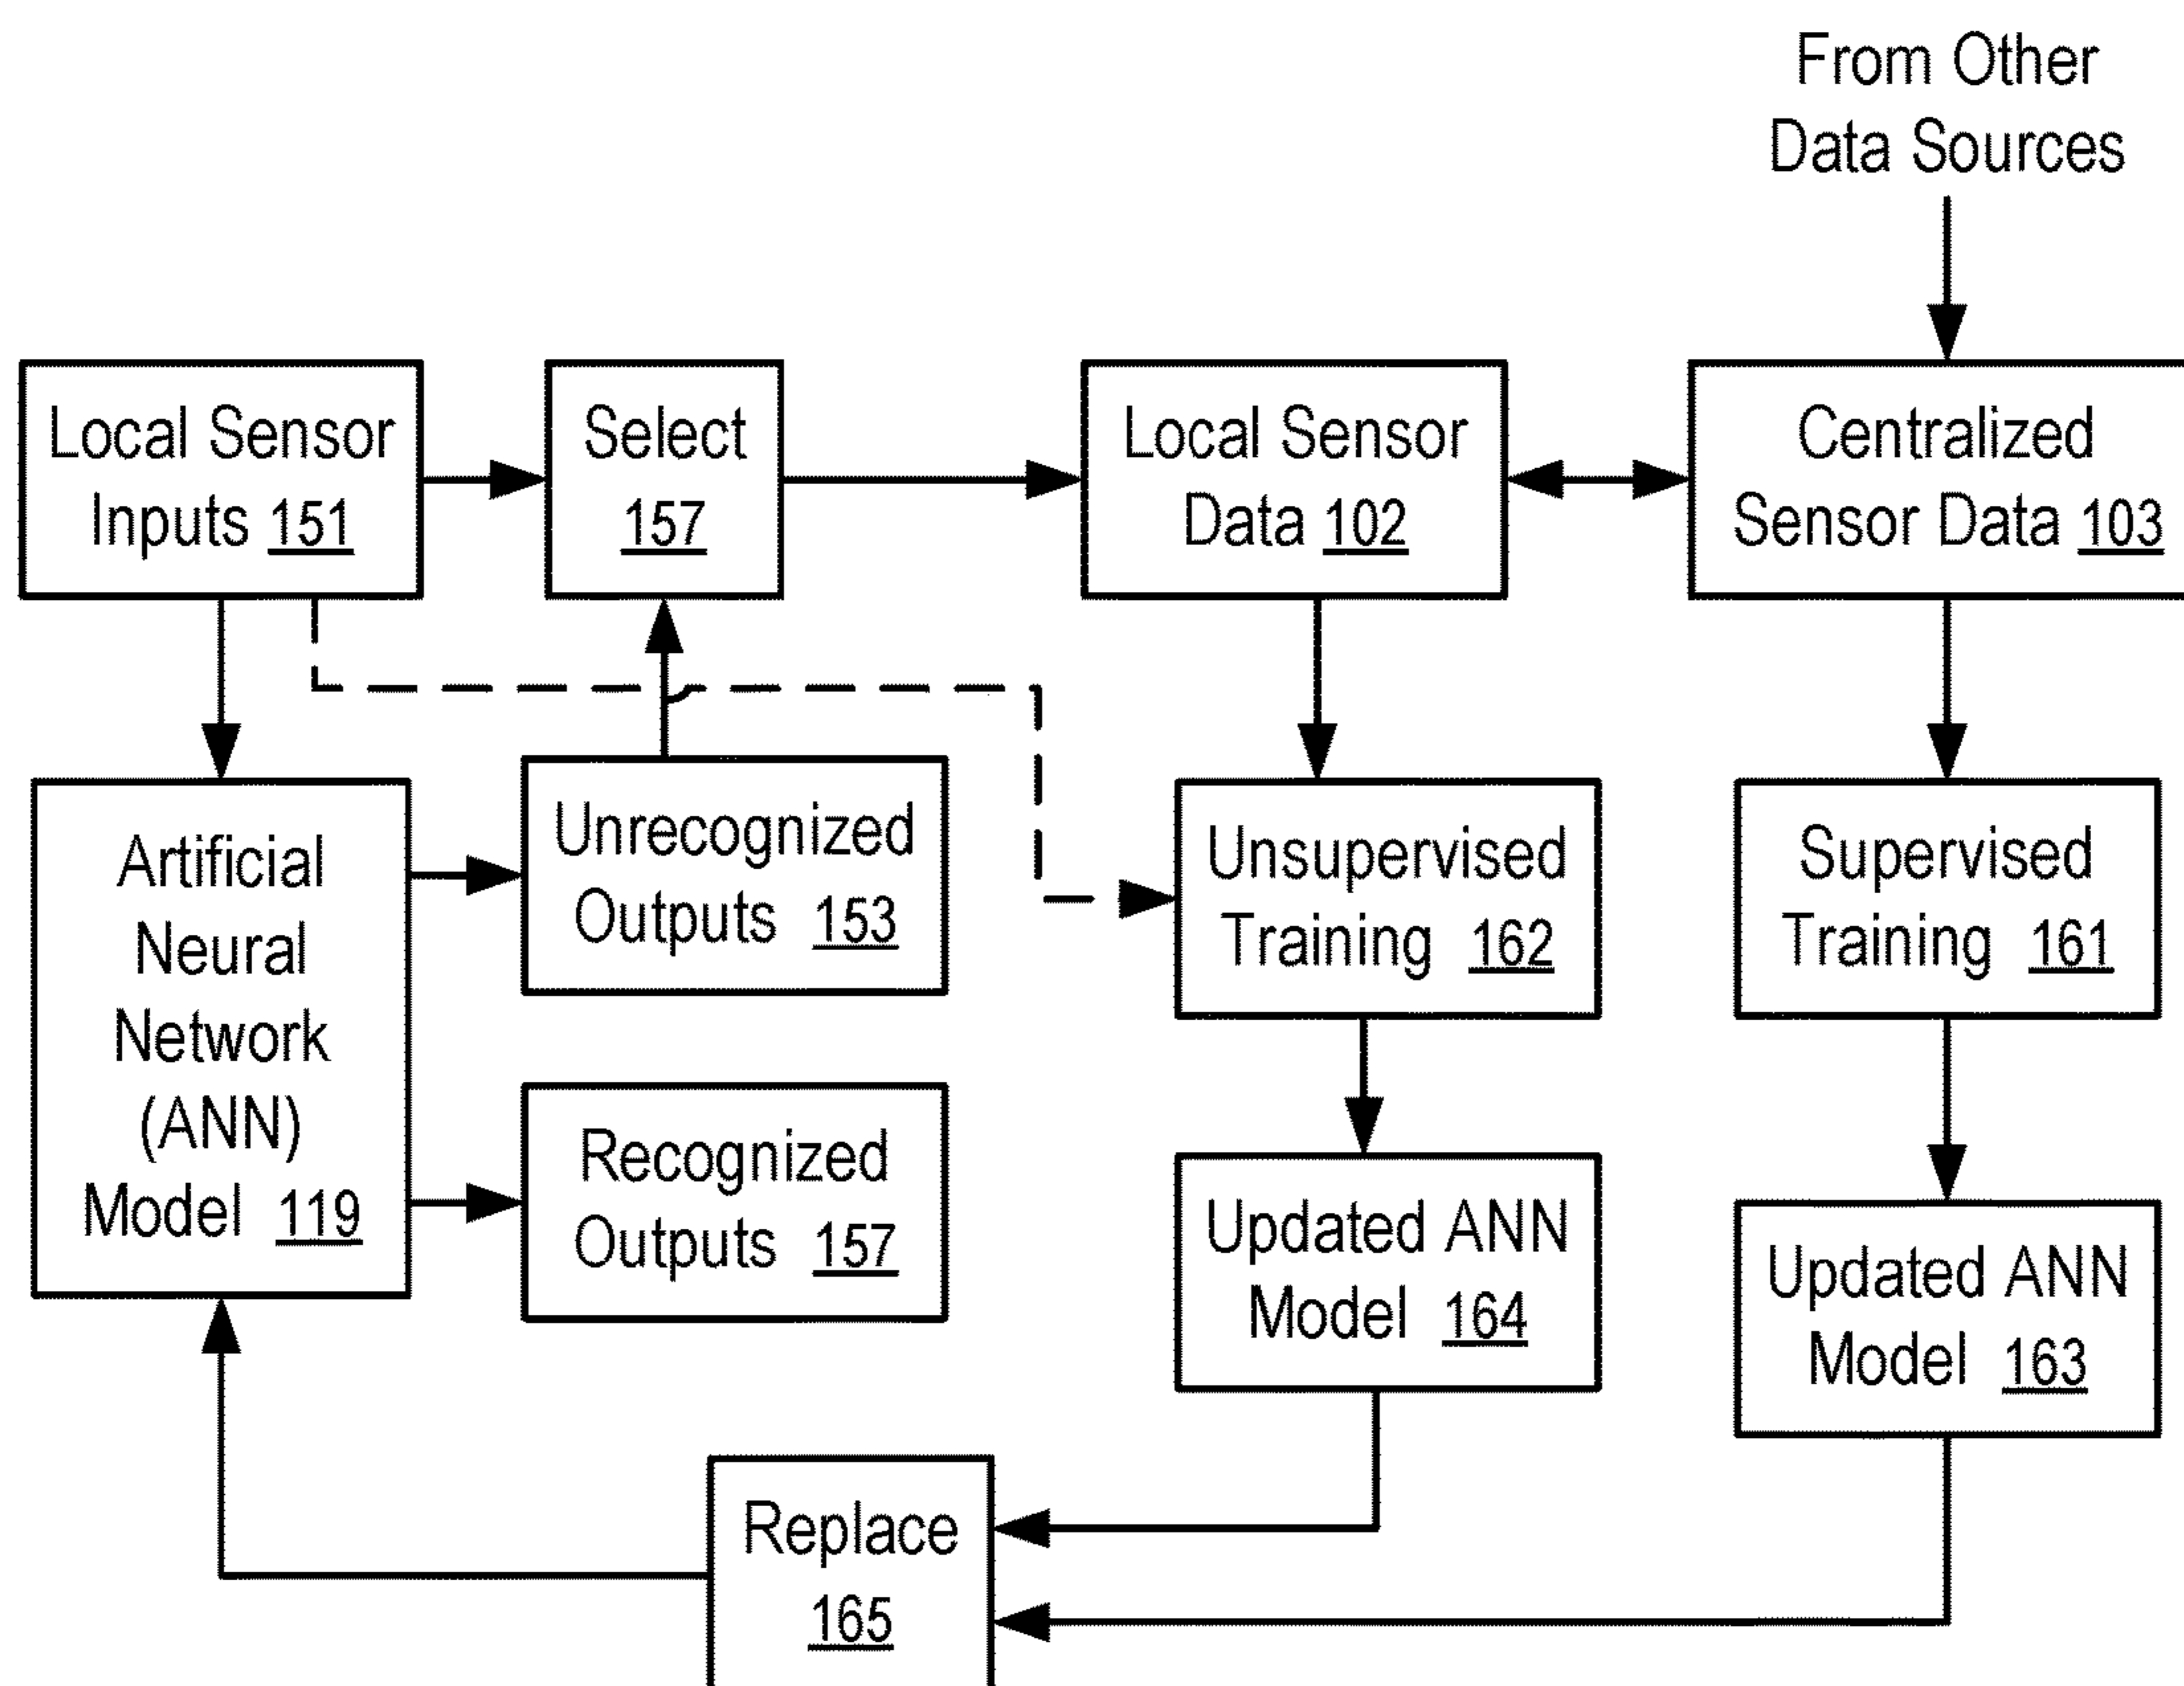 From Other
Data Sources
Local Sensor
Inputs 151
Select
157
Local Sensor
Data 102
Centralized
Sensor Data 103
Artificial
Neural
Network
(ANN)
Model 119
Unrecognized
Outputs 153
Unsupervised
Training 162
Supervised
Training 161
Recognized
Outputs 157
Updated ANN
Model 164
Updated ANN
Model 163
Replace
165